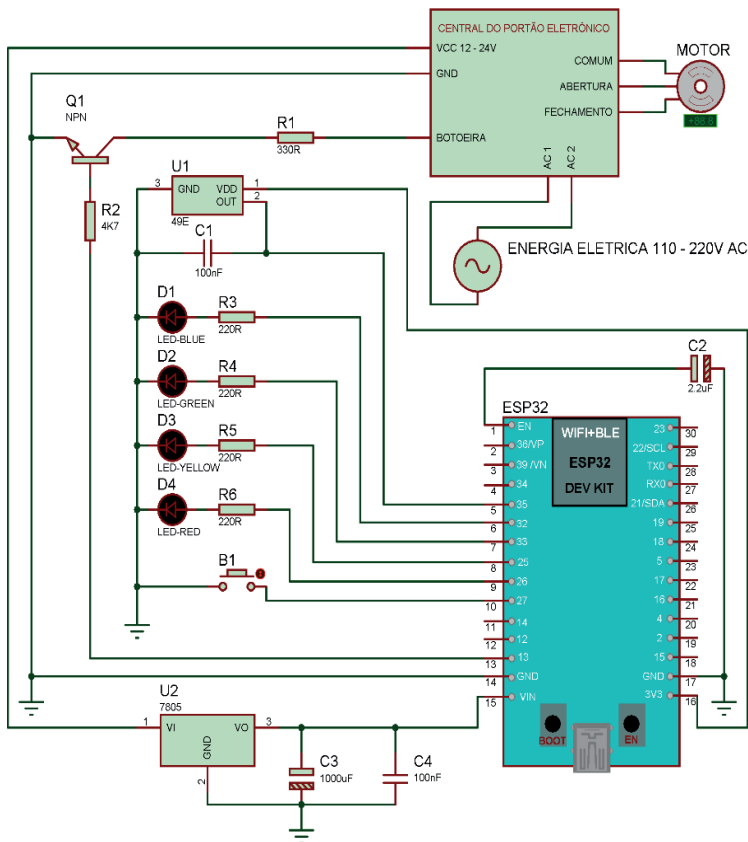 CENTRAL DO PORTÃO ELETRÔNICO
VCC 12 - 24V
GND
BOTOEIRA
COMUM
ABERTURA
FECHAMENTO
AC 1
AC 2
MOTOR
+88.8
Q1
NPN
R1
330R
R2
4K7
U1
3
GND
VDD
OUT
1
2
49E
C1
100nF
ENERGIA ELETRICA 110 - 220V AC
D1
LED-BLUE
R3
220R
D2
LED-GREEN
R4
220R
D3
LED-YELLOW
R5
220R
D4
LED-RED
R6
220R
B1
C2
2.2uF
ESP32
WIFI+BLE
ESP32
DEV KIT
1 EN
2 36/VP
3 39 /VN
4 34
5 35
6 32
7 33
8 25
9 26
10 27
11 14
12 12
13 13
14 GND
15 VIN
23 30
22/SCL 29
TX0 28
RX0 27
21/SDA 26
19 25
18 24
5 23
17 22
16 21
4 20
2 19
15 18
GND 17
3V3 16
BOOT
EN
U2
7805
1
VI
VO
3
GND
2
C3
1000uF
C4
100nF